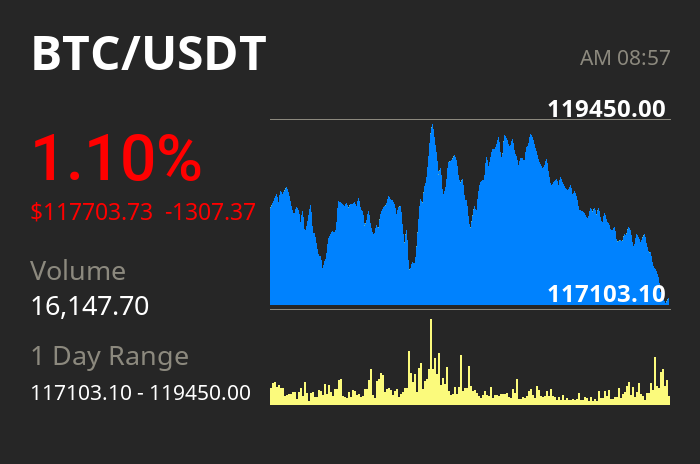 BTC/USDT
AM 08:57
119450.00
1.10%
$117703.73 -1307.37
Volume
16,147.70
117103.10
1 Day Range
117103.10 - 119450.00